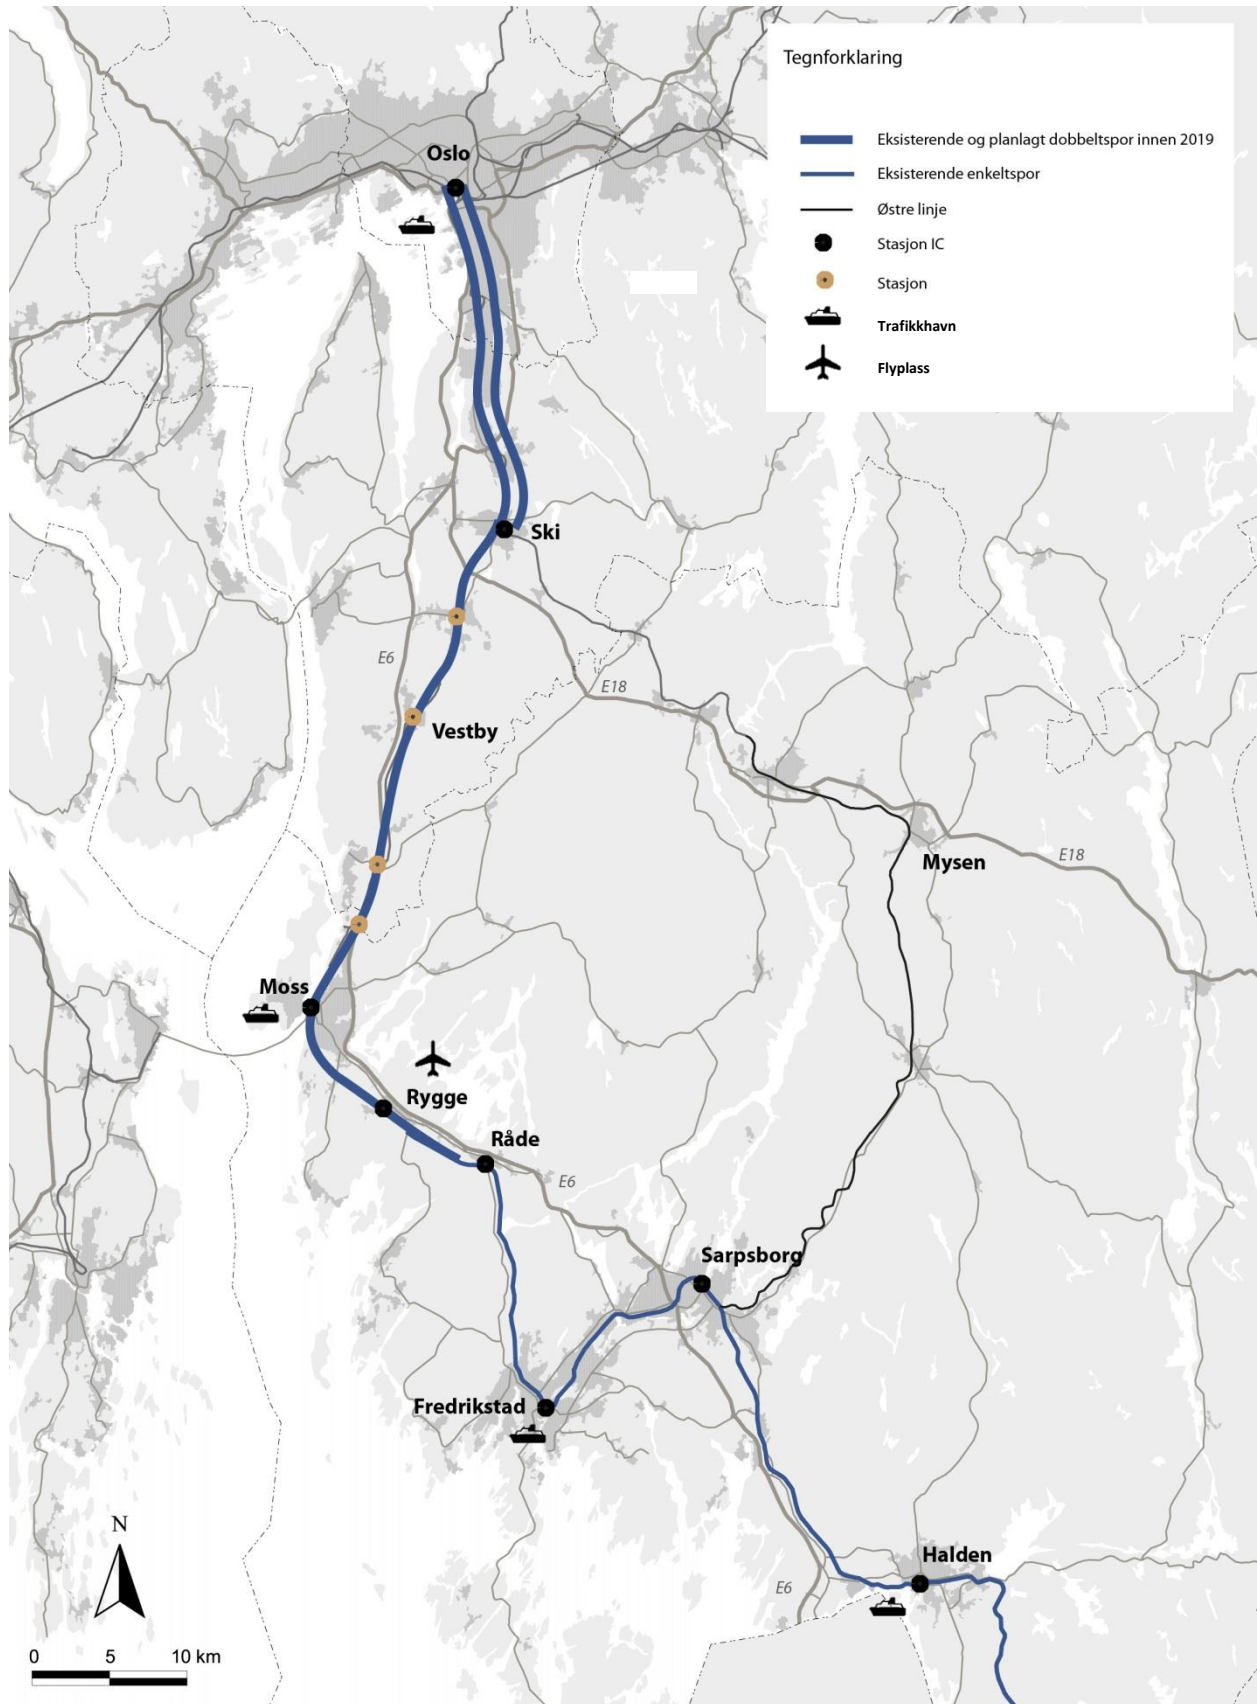 Tegnforklaring
Eksisterende og planlagt dobbeltspor innen 2019
Eksisterende enkeltspor
Østre linje
Stasjon IC
Stasjon
Trafikkhavn
Flyplass
Oslo
Ski
E6
E18
Vestby
Mysen
E18
Moss
Rygge
Råde
E6
Sarpsborg
Fredrikstad
N
Halden
E6
0 5 10 km